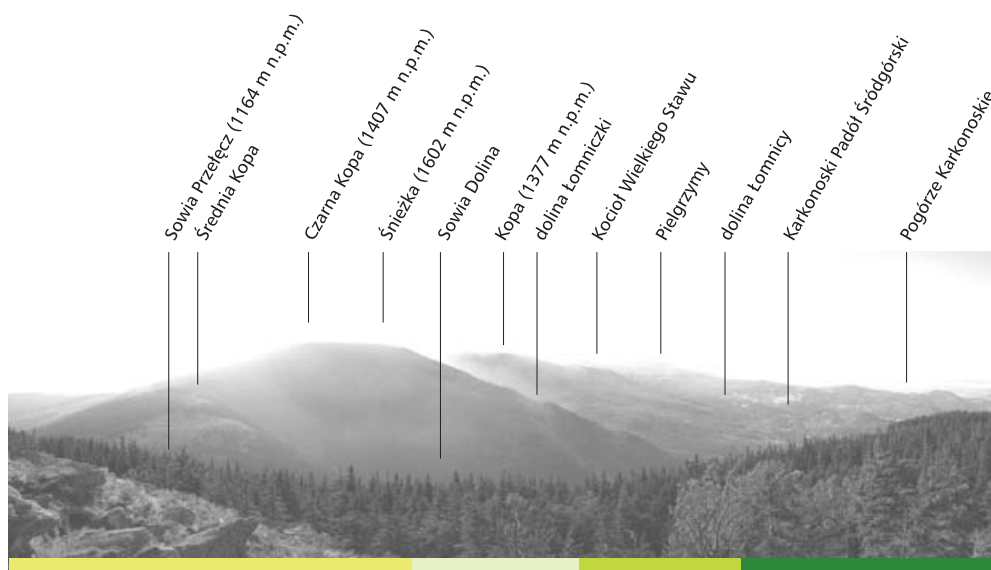 Sowia Przełęcz (1164 m n.p.m.)
Średnia Kopa
Czarna Kopa (1407 m n.p.m.)
Śnieżka (1602 m n.p.m.)
Sowia Dolina
Kopa (1377 m n.p.m.)
dolina Łomniczki
Kocioł Wielkiego Stawu
Pielgrzymy
dolina Łomnicy
Karkonoski Padół Śródgórski
Pogórze Karkonoskie